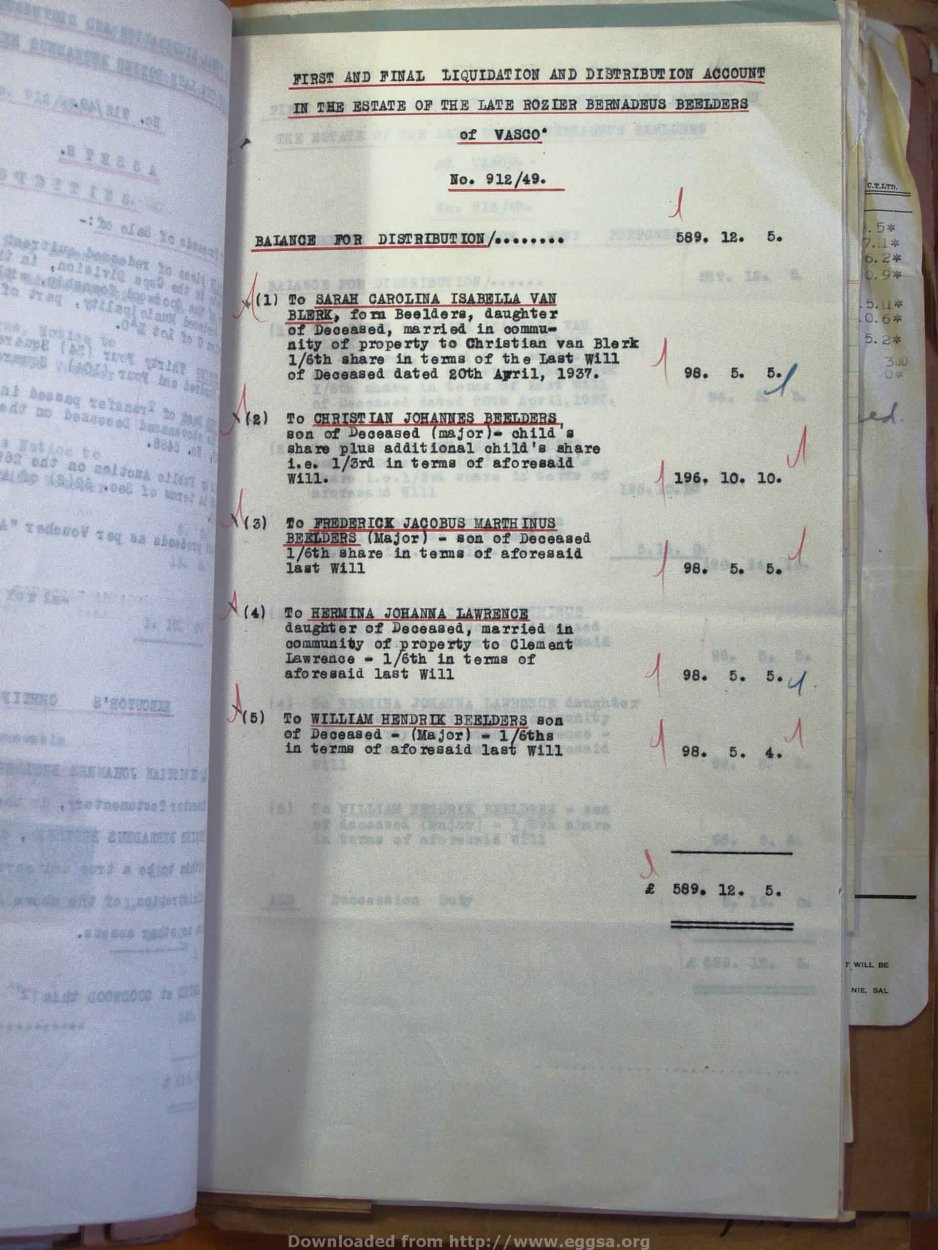 FIRST AND FINAL LIQUIDATION AND DISTRIBUTION ACCOUNT
IN THE ESTATE OF THE LATE ROZIER BERNADEUS BEELDERS
of VASCO.
No. 912/49.
BALANCE FOR DISTRIBUTION/........ 589. 12. 5.
(1) To SARAH CAROLINA ISABELLA VAN
BLERK, forn Beelders, daughter
of Deceased, married in commu-
nity of property to Christian van Blerk
1/6th share in terms of the Last Will
of Deceased dated 20th April, 1937. 98. 5. 5.
(2) To CHRISTIAN JOHANNES BEELDERS,
son of Deceased (major)- child's
share plus additional child's share
i.e. 1/3rd in terms of aforesaid
Will. 196. 10. 10.
(3) To FREDERICK JACOBUS MARTHINUS
BEELDERS (Major) - son of Deceased
1/6th share in terms of aforesaid
last Will 98. 5. 5.
(4) To HERMINA JOHANNA LAWRENCE
daughter of Deceased, married in
community of property to Clement
Lawrence - 1/6th in terms of
aforesaid last Will 98. 5. 5.
(5) To WILLIAM HENDRIK BEELDERS son
of Deceased - (Major) - 1/6ths
in terms of aforesaid last Will 98. 5. 4.
£ 589. 12. 5.
C.T.LTD.
WILL BE
NIE. SAL
Downloaded from http://www.eggsa.org